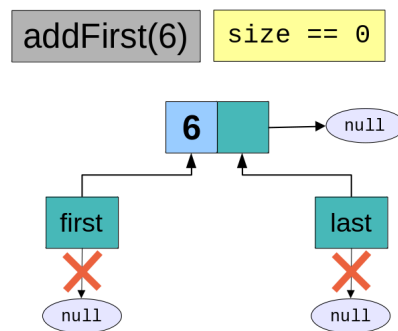 addFirst(6)
size == 0
6
null
first
last
null
null